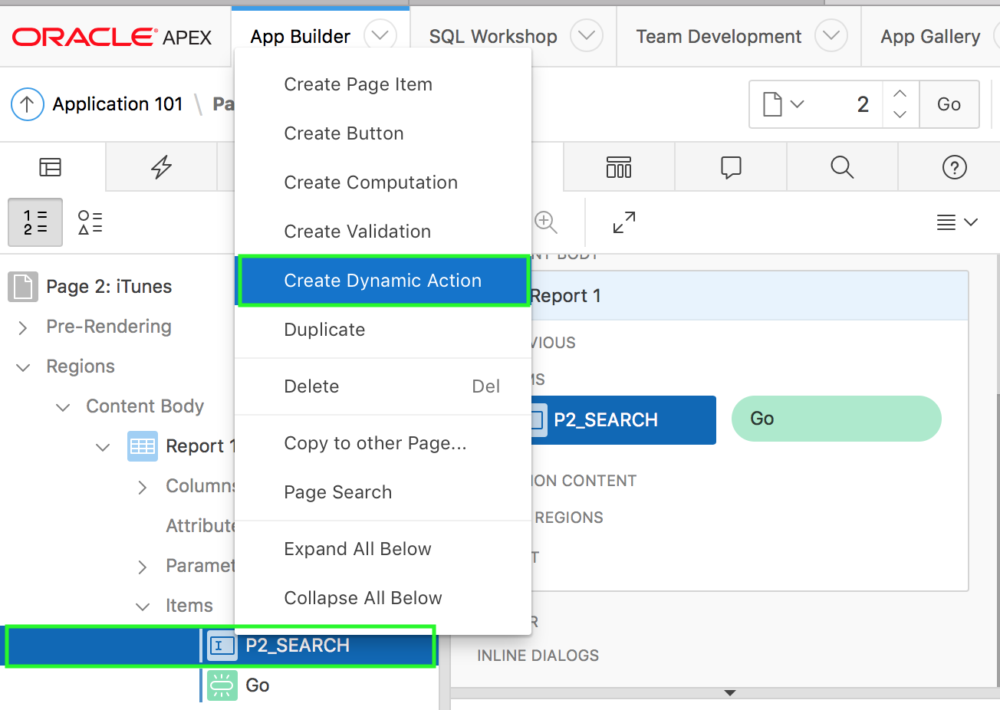 ORACLE APEX
App Builder
SQL Workshop
Team Development
App Gallery
Application 101 \ Pa
2
Go
Create Page Item
Create Button
Create Computation
Create Validation
Create Dynamic Action
Duplicate
Delete Del
Copy to other Page...
Page Search
Expand All Below
Collapse All Below
1 =
2 =
Page 2: iTunes
Pre-Rendering
Regions
Content Body
Report 1
Columns
Attribute
Paramet
Items
P2_SEARCH
Go
NT BODY
Report 1
VIOUS
MS
P2_SEARCH
Go
ION CONTENT
REGIONS
T
R
INLINE DIALOGS